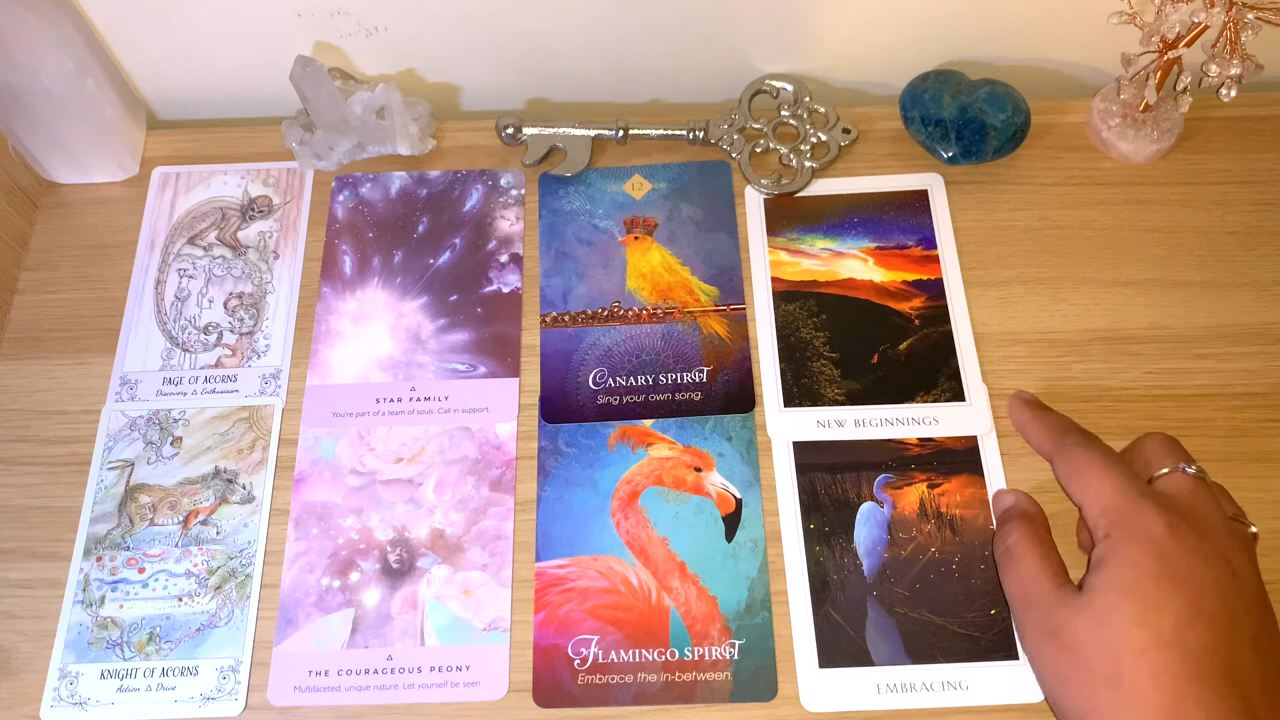 PAGE OF ACORNS
Discovery △ Enthusiasm
STAR FAMILY
You're part of a team of souls. Call in support.
12
CANARY SPIRIT
Sing your own song.
NEW BEGINNINGS
KNIGHT OF ACORNS
Action △ Drive
THE COURAGEOUS PEONY
Multifaceted, unique nature. Let yourself be seen.
FLAMINGO SPIRIT
Embrace the in-between.
EMBRACING